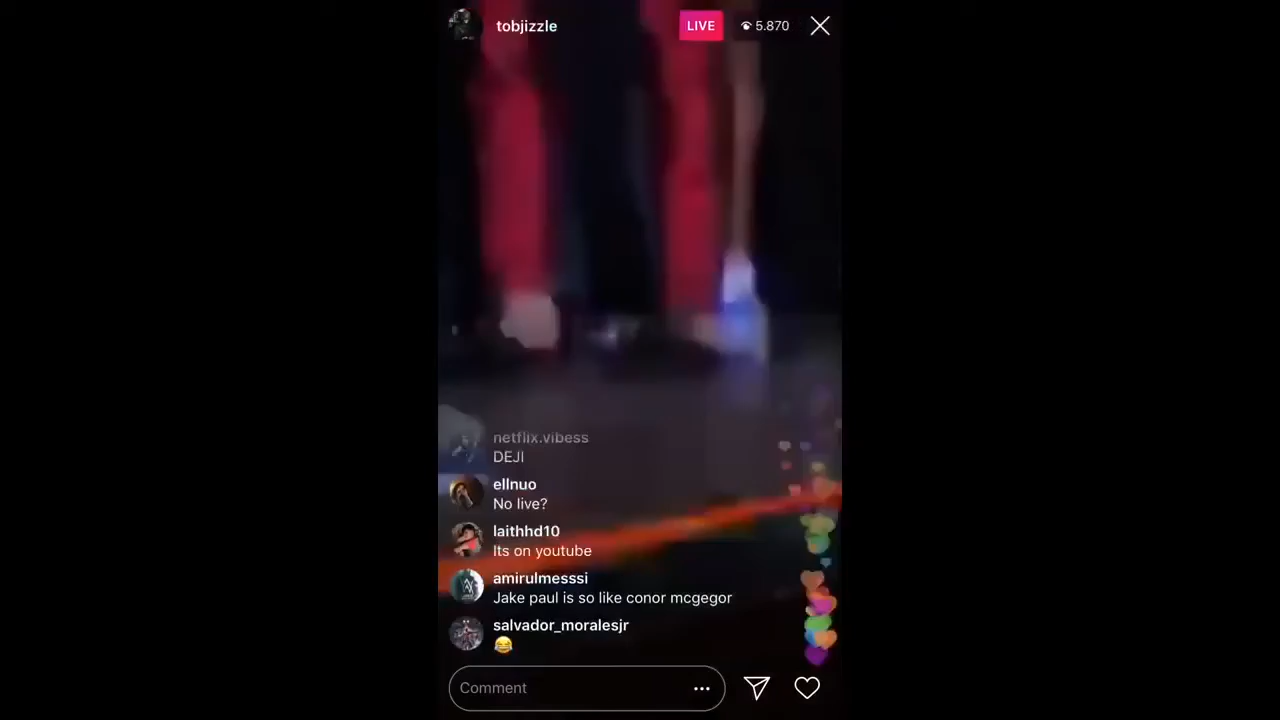 tobjizzle
LIVE
5.870
netflix.vibess
DEJI
ellnuo
No live?
laithhd10
Its on youtube
amirulmesssi
Jake paul is so like conor mcgegor
salvador_moralesjr
😂
Comment